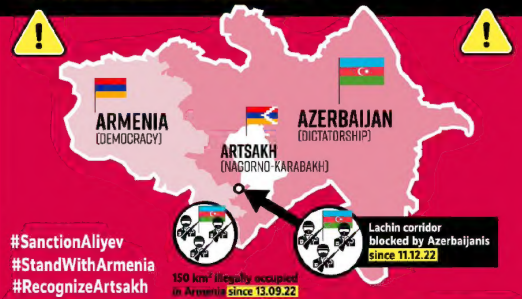 ARMENIA
(DEMOCRACY)
AZERBAIJAN
(DICTATORSHIP)
ARTSAKH
(NAGORNO-KARABAKH)
#SanctionAliyev
#StandWithArmenia
#RecognizeArtsakh
150 km² illegally occupied
in Armenia since 13.09.22
Lachin corridor
blocked by Azerbaijanis
since 11.12.22